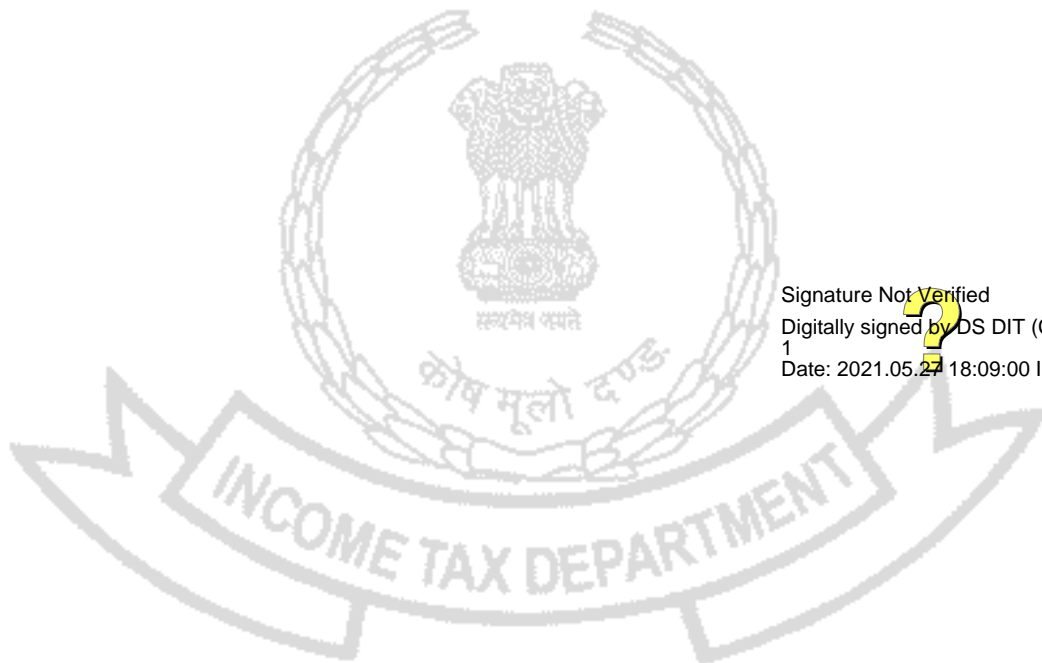 Signature Not Verified
Digitally signed by DS DIT (
1
Date: 2021.05.27 18:09:00 I
सत्यमेव जयते
कोष मूलो दण्ड
INCOME TAX DEPARTMENT